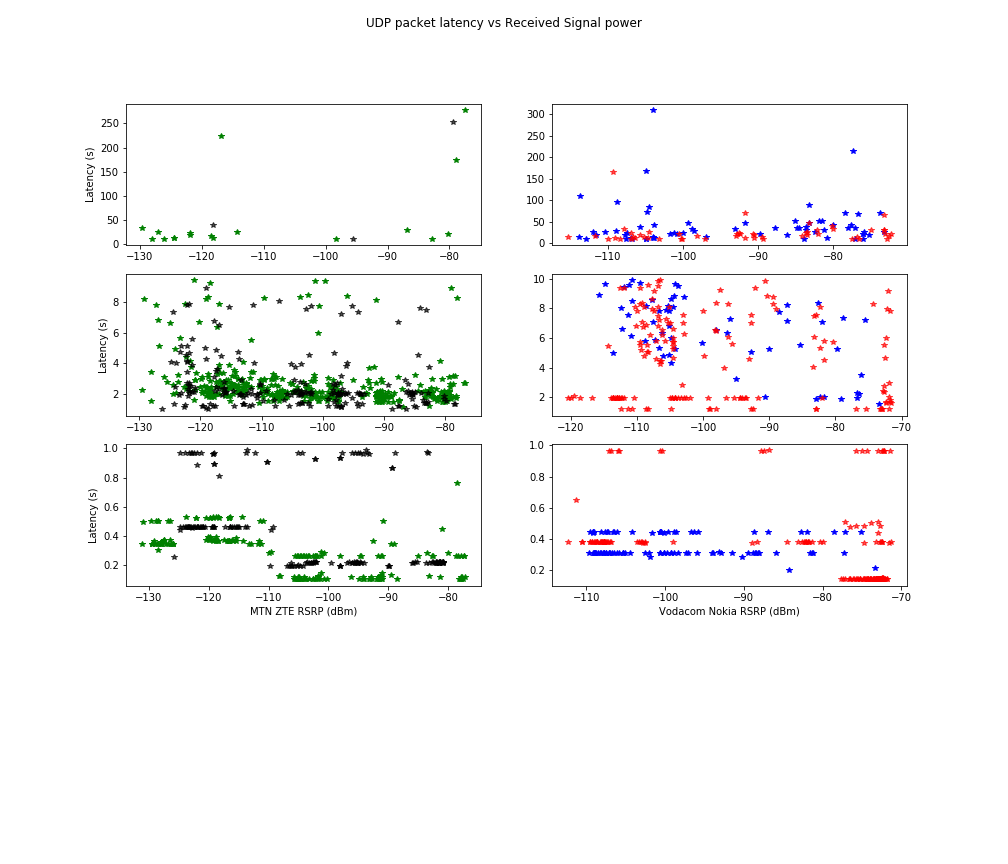 UDP packet latency vs Received Signal power
Latency (s)
250
200
150
100
50
0
−130 −120 −110 −100 −90 −80
300
250
200
150
100
50
0
−110 −100 −90 −80
Latency (s)
8
6
4
2
−130 −120 −110 −100 −90 −80
10
8
6
4
2
−120 −110 −100 −90 −80 −70
Latency (s)
1.0
0.8
0.6
0.4
0.2
−130 −120 −110 −100 −90 −80
MTN ZTE RSRP (dBm)
1.0
0.8
0.6
0.4
0.2
−110 −100 −90 −80 −70
Vodacom Nokia RSRP (dBm)